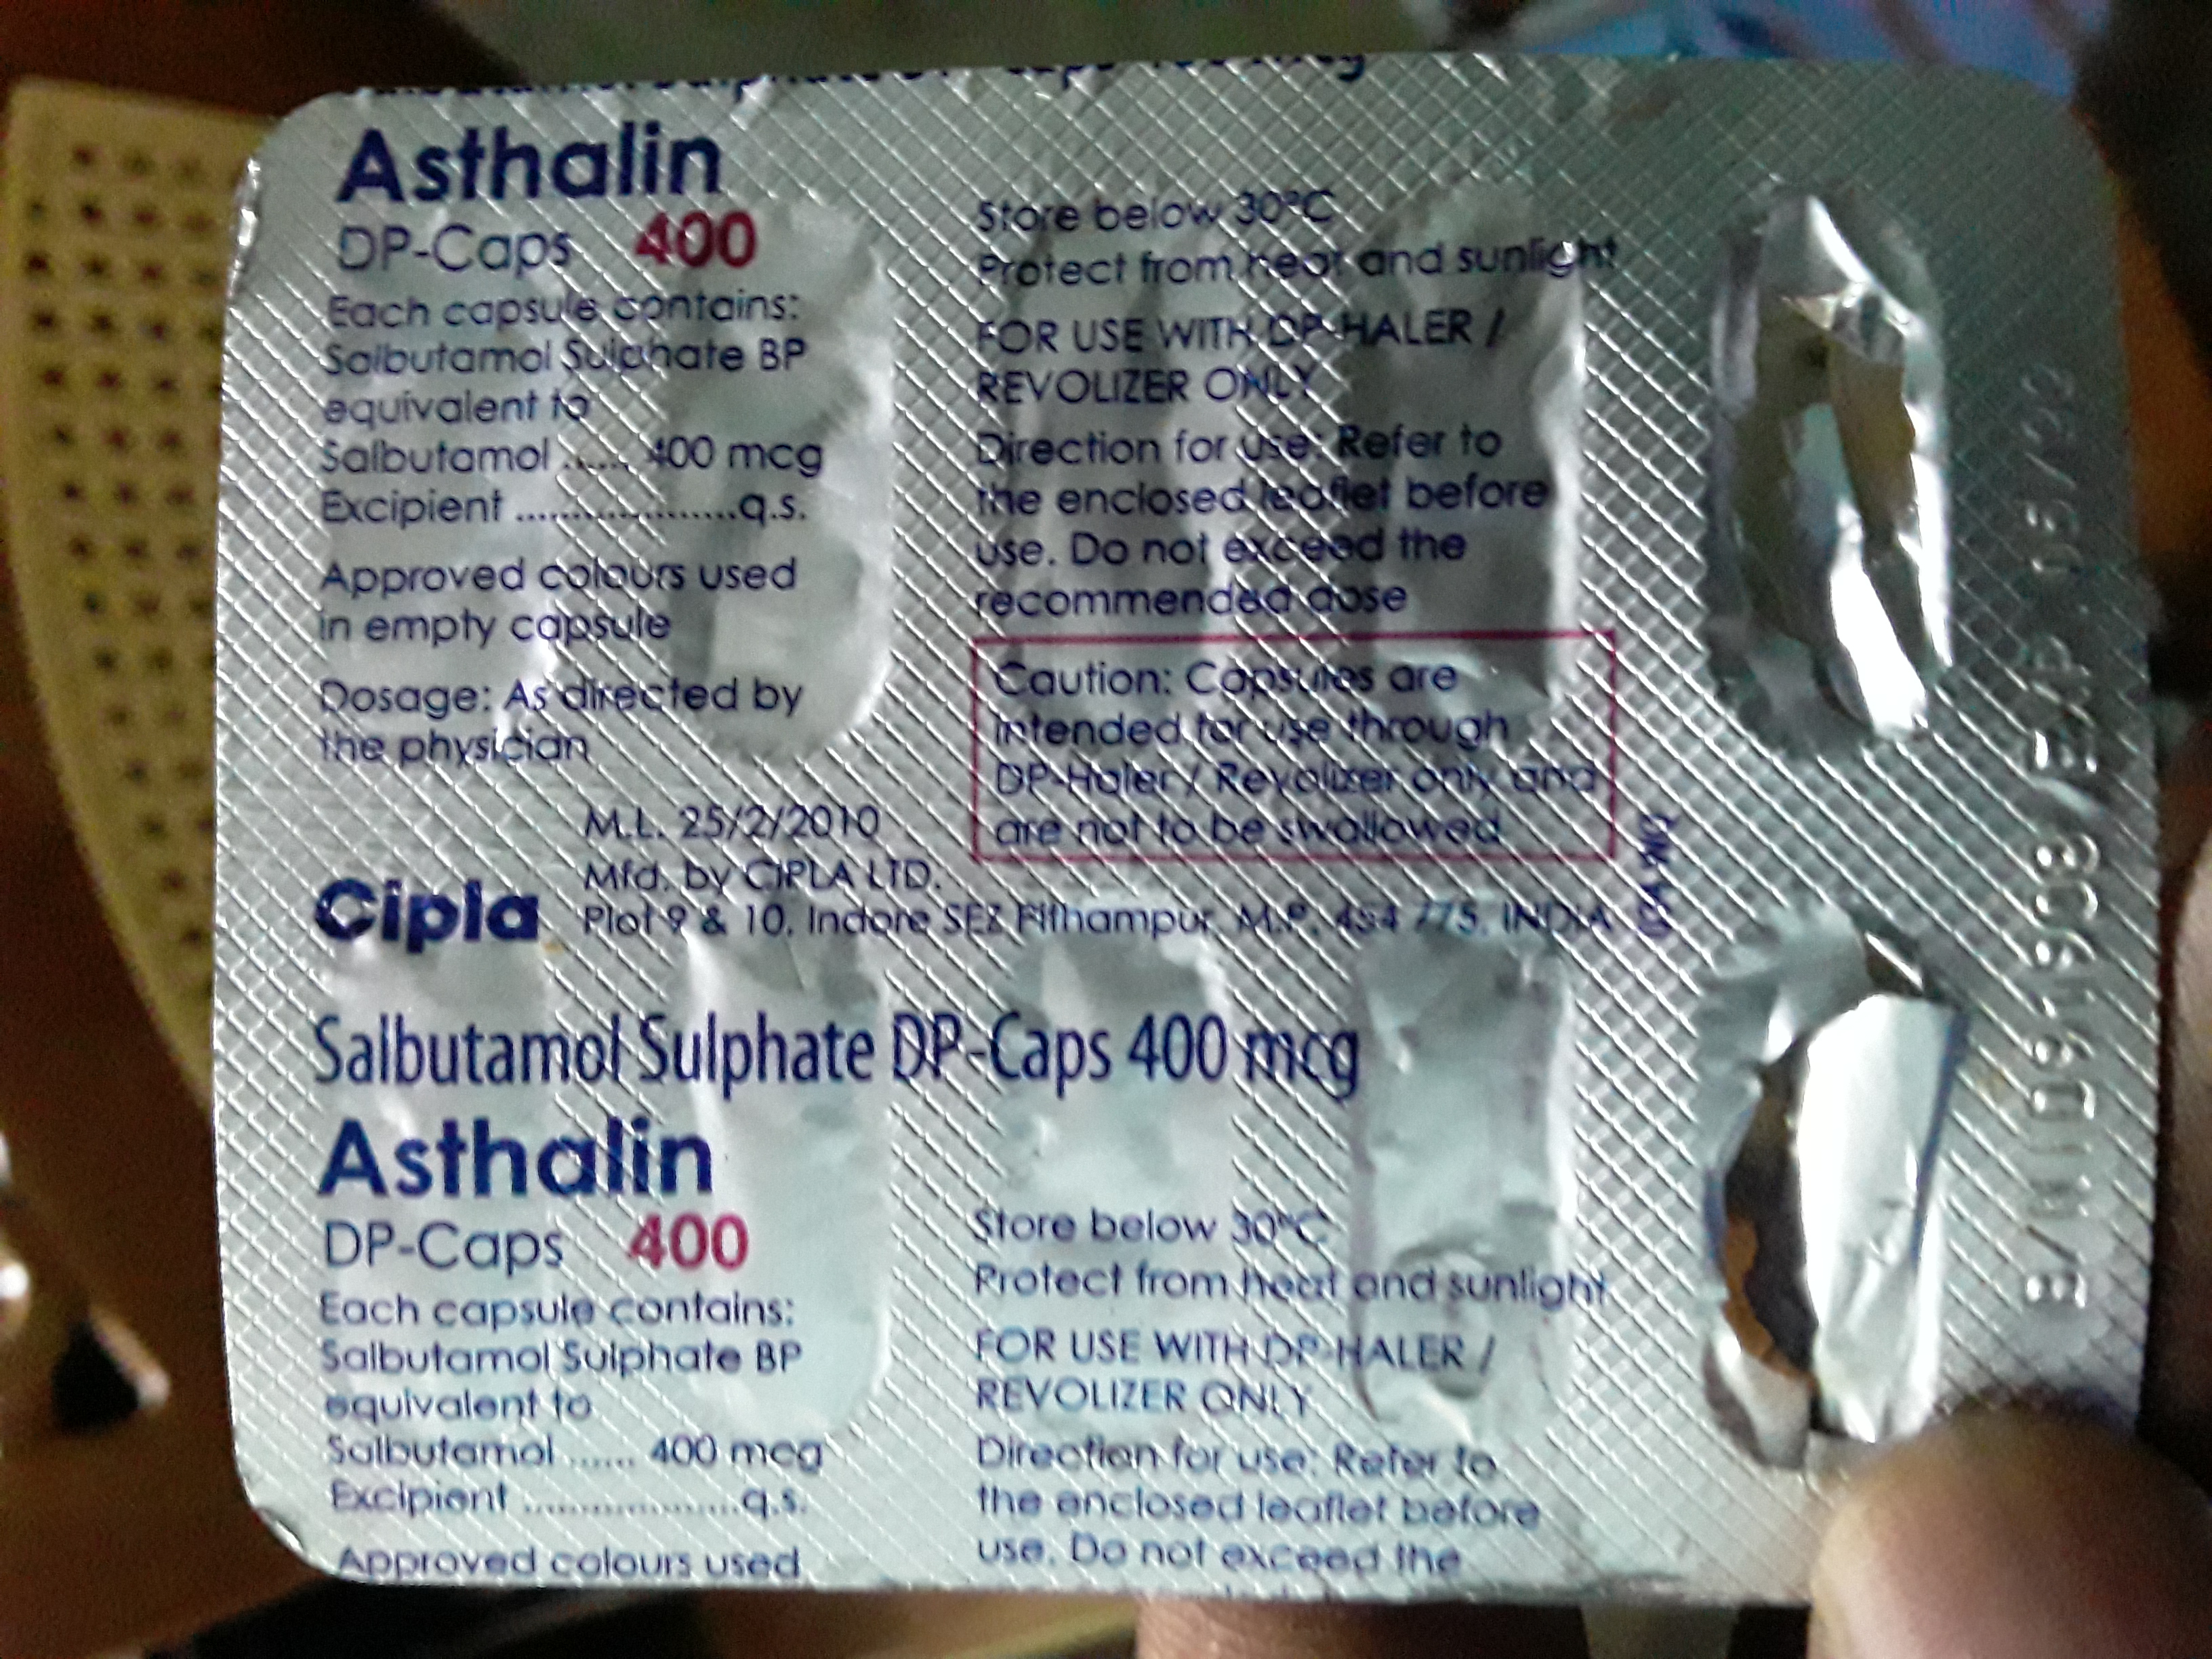 Asthalin
DP-Caps 400
Each capsule contains:
Salbutamol Sulphate BP
equivalent to
Salbutamol ...... 400 mcg
Excipient ....................q.s.
Approved colours used
in empty capsule
Dosage: As directed by
the physician
Store below 30°C
Protect from heat and sunlight
FOR USE WITH DP-HALER /
REVOLIZER ONLY
Direction for use: Refer to
the enclosed leaflet before
use. Do not exceed the
recommended dose
Caution: Capsules are
intended for use through
DP-Haler / Revolizer only and
are not to be swallowed
M.L. 25/2/2010
Mfd. by CIPLA LTD.
Cipla Plot 9 & 10, Indore SEZ Pithampur, M.P. 454 775, INDIA
Salbutamol Sulphate DP-Caps 400 mcg
Asthalin
DP-Caps 400
Each capsule contains:
Salbutamol Sulphate BP
equivalent to
Salbutamol ...... 400 mcg
Excipient ....................q.s.
Approved colours used
Store below 30°C
Protect from heat and sunlight
FOR USE WITH DP-HALER /
REVOLIZER ONLY
Direction for use: Refer to
the enclosed leaflet before
use. Do not exceed the
EXP.